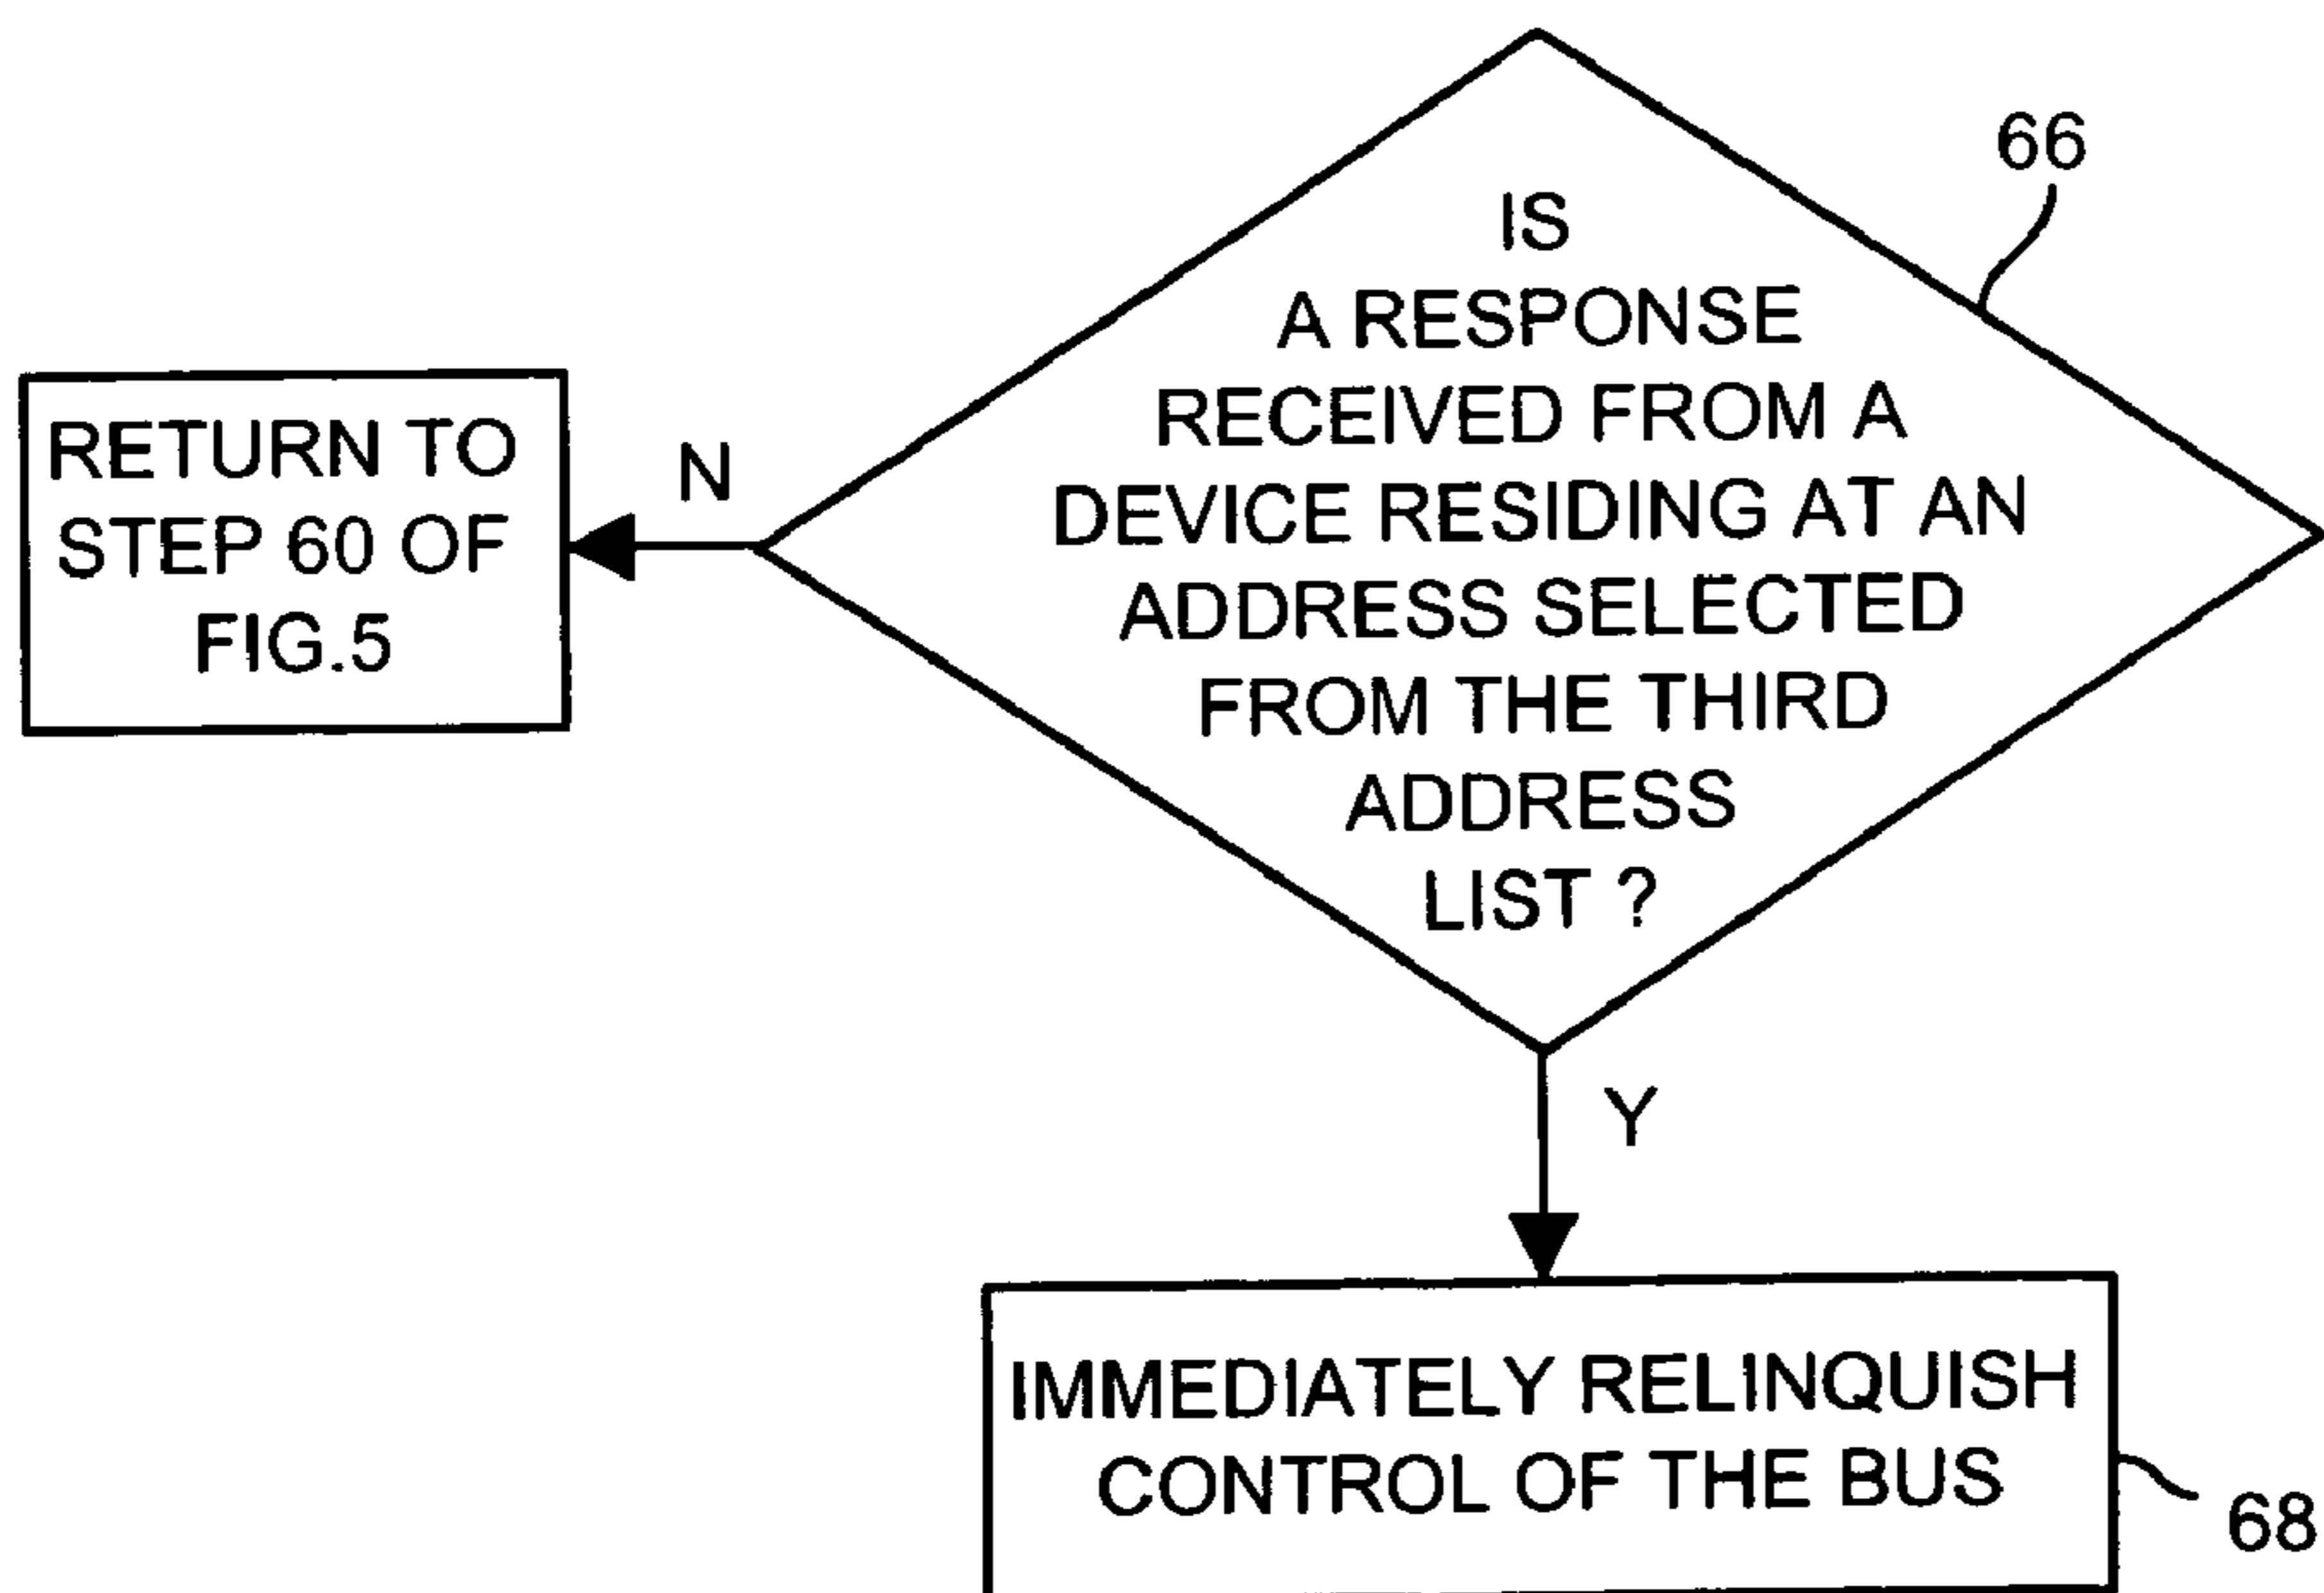 66
IS
A RESPONSE
RECEIVED FROM A
DEVICE RESIDING AT AN
ADDRESS SELECTED
FROM THE THIRD
ADDRESS
LIST ?
N
RETURN TO
STEP 60 OF
FIG.5
Y
IMMEDIATELY RELINQUISH
CONTROL OF THE BUS
68